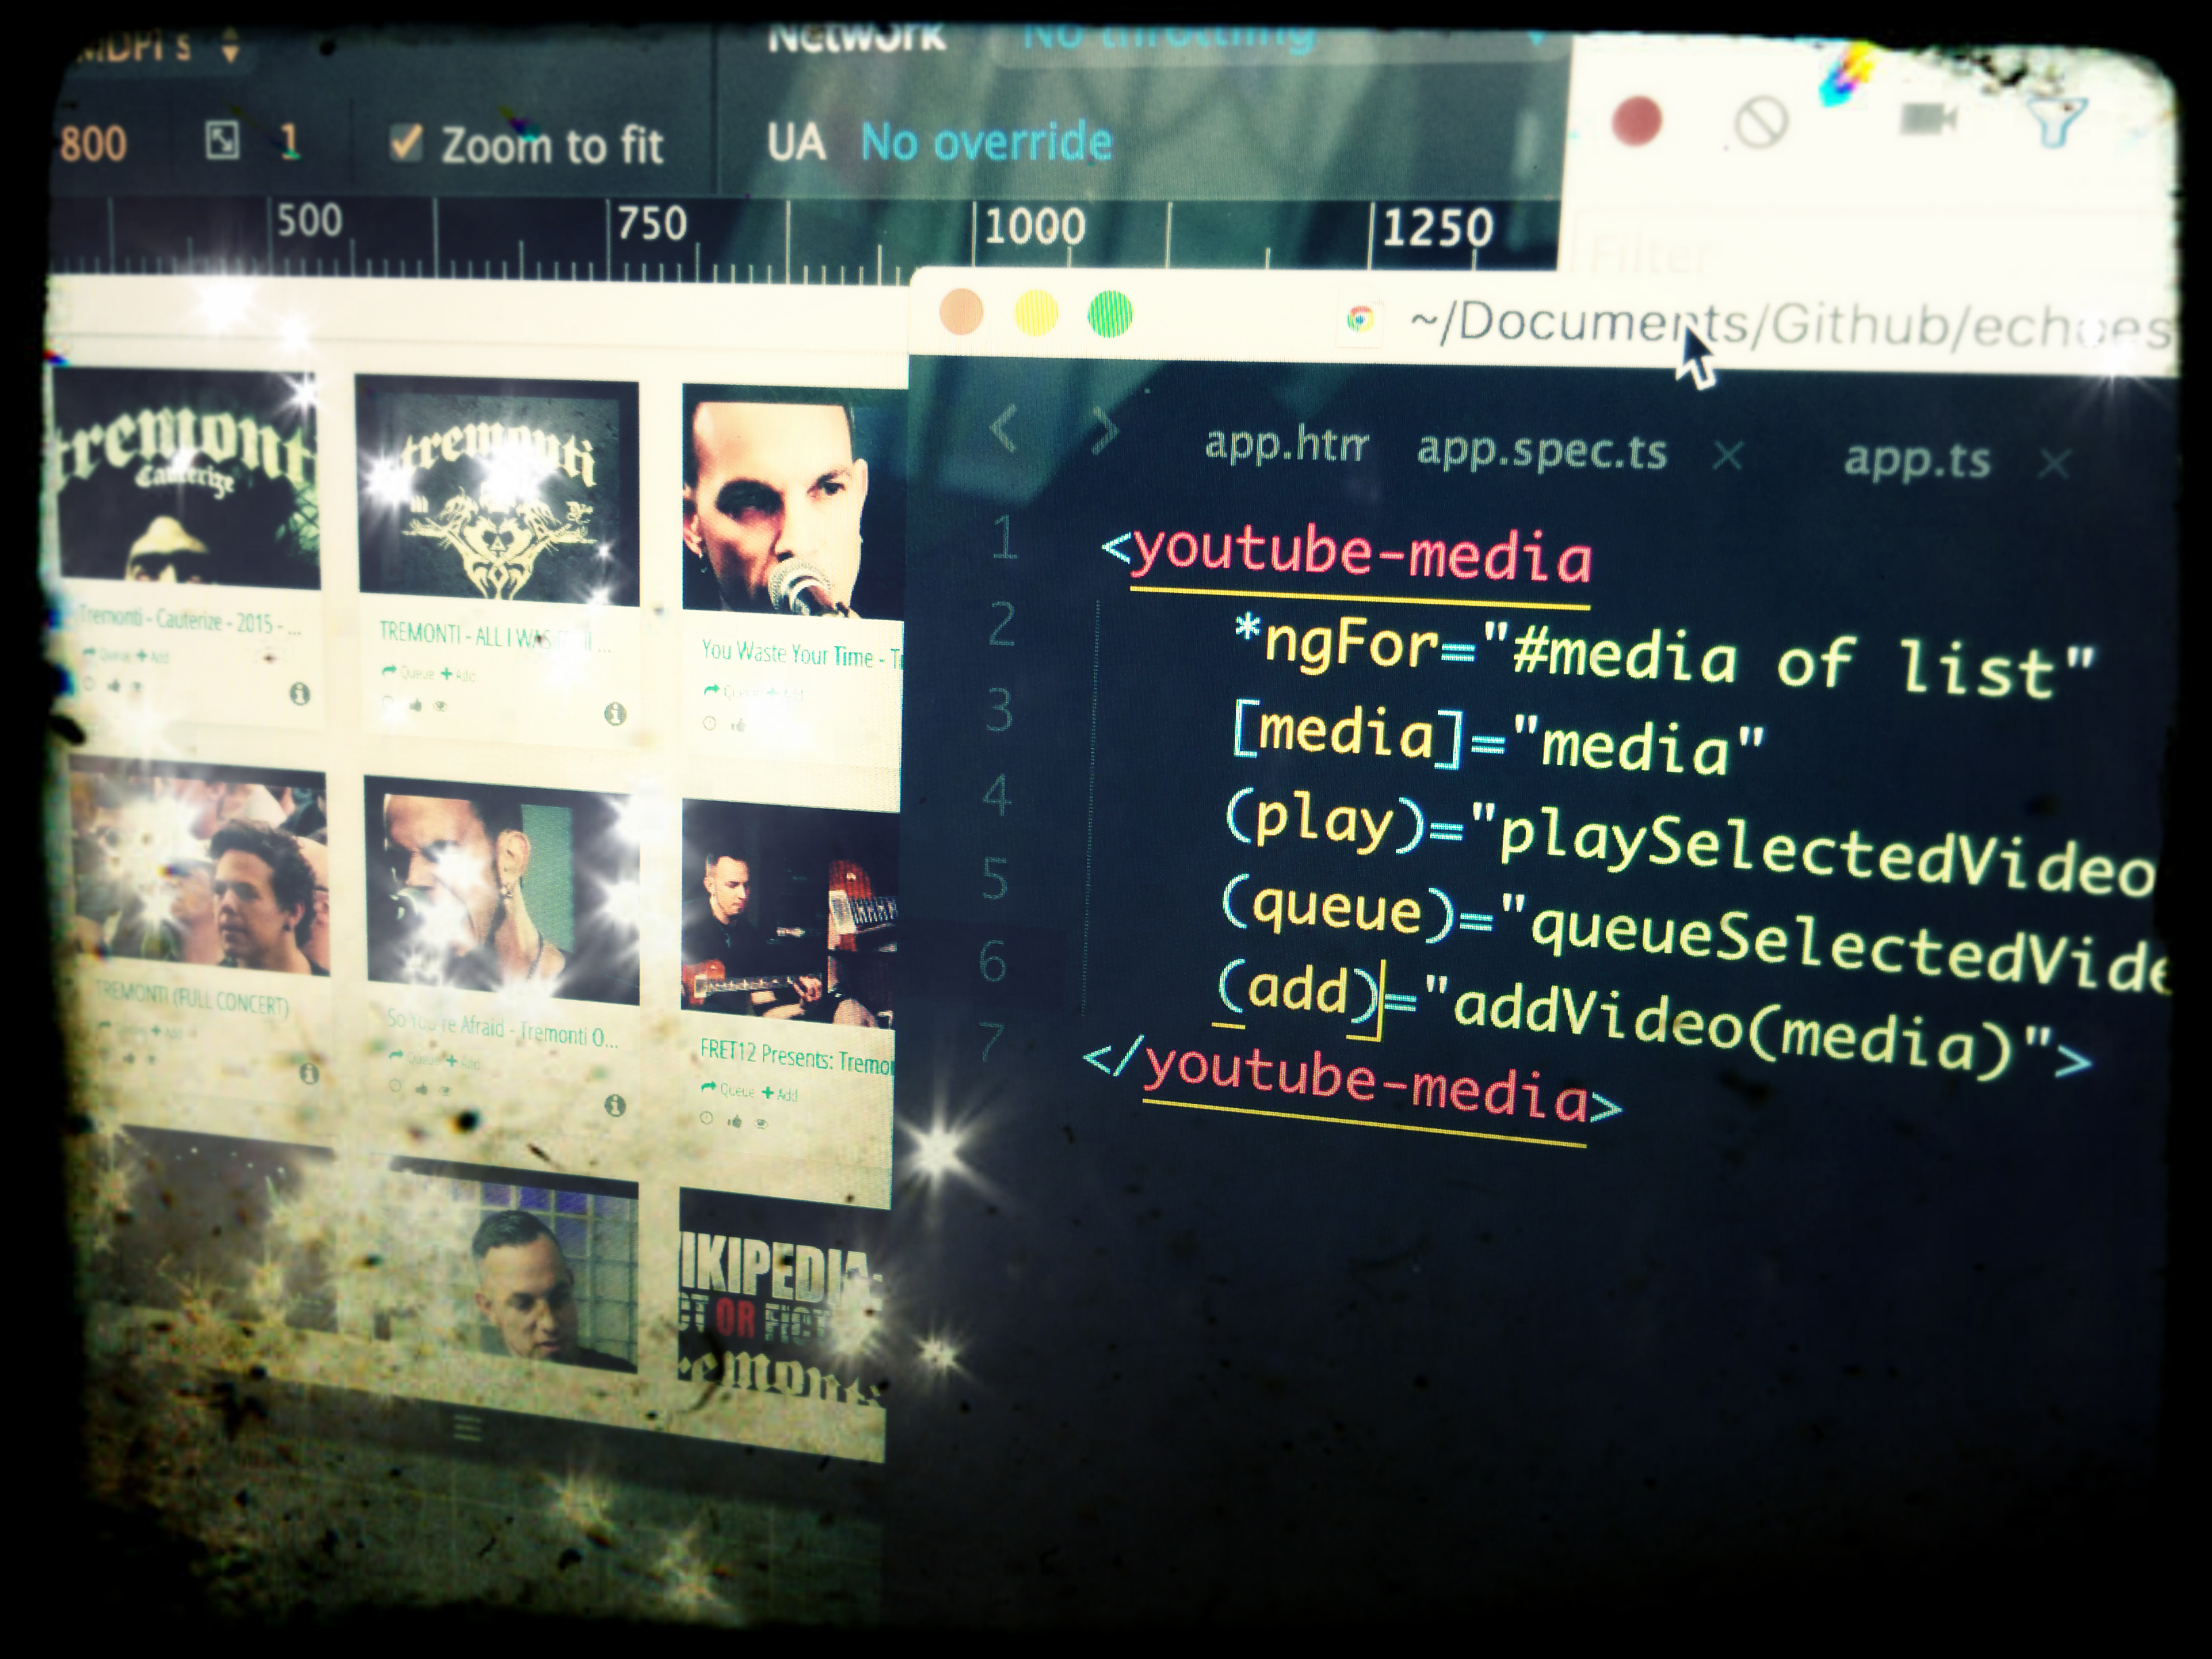 Network No throttling
800 1 Zoom to fit UA No override
500 750 1000 1250
Filter
~/Documents/Github/echoes
app.htm app.spec.ts app.ts
1 <youtube-media
2 *ngFor="#media of list"
3 [media]="media"
4 (play)="playSelectedVideo
5 (queue)="queueSelectedVide
6 (add)="addVideo(media)">
7 </youtube-media>
tremonti
Cauterize
tremonti
Tremonti - Cauterize - 2015 - ...
Queue Add
TREMONTI - ALL I WAS ...
Queue Add
You Waste Your Time - T
Queue Add
TREMONTI (FULL CONCERT)
Queue Add
So You're Afraid - Tremonti O...
Queue Add
FRET12 Presents: Tremon
Queue Add
IKIPEDIA:
CT OR FICT
remonti